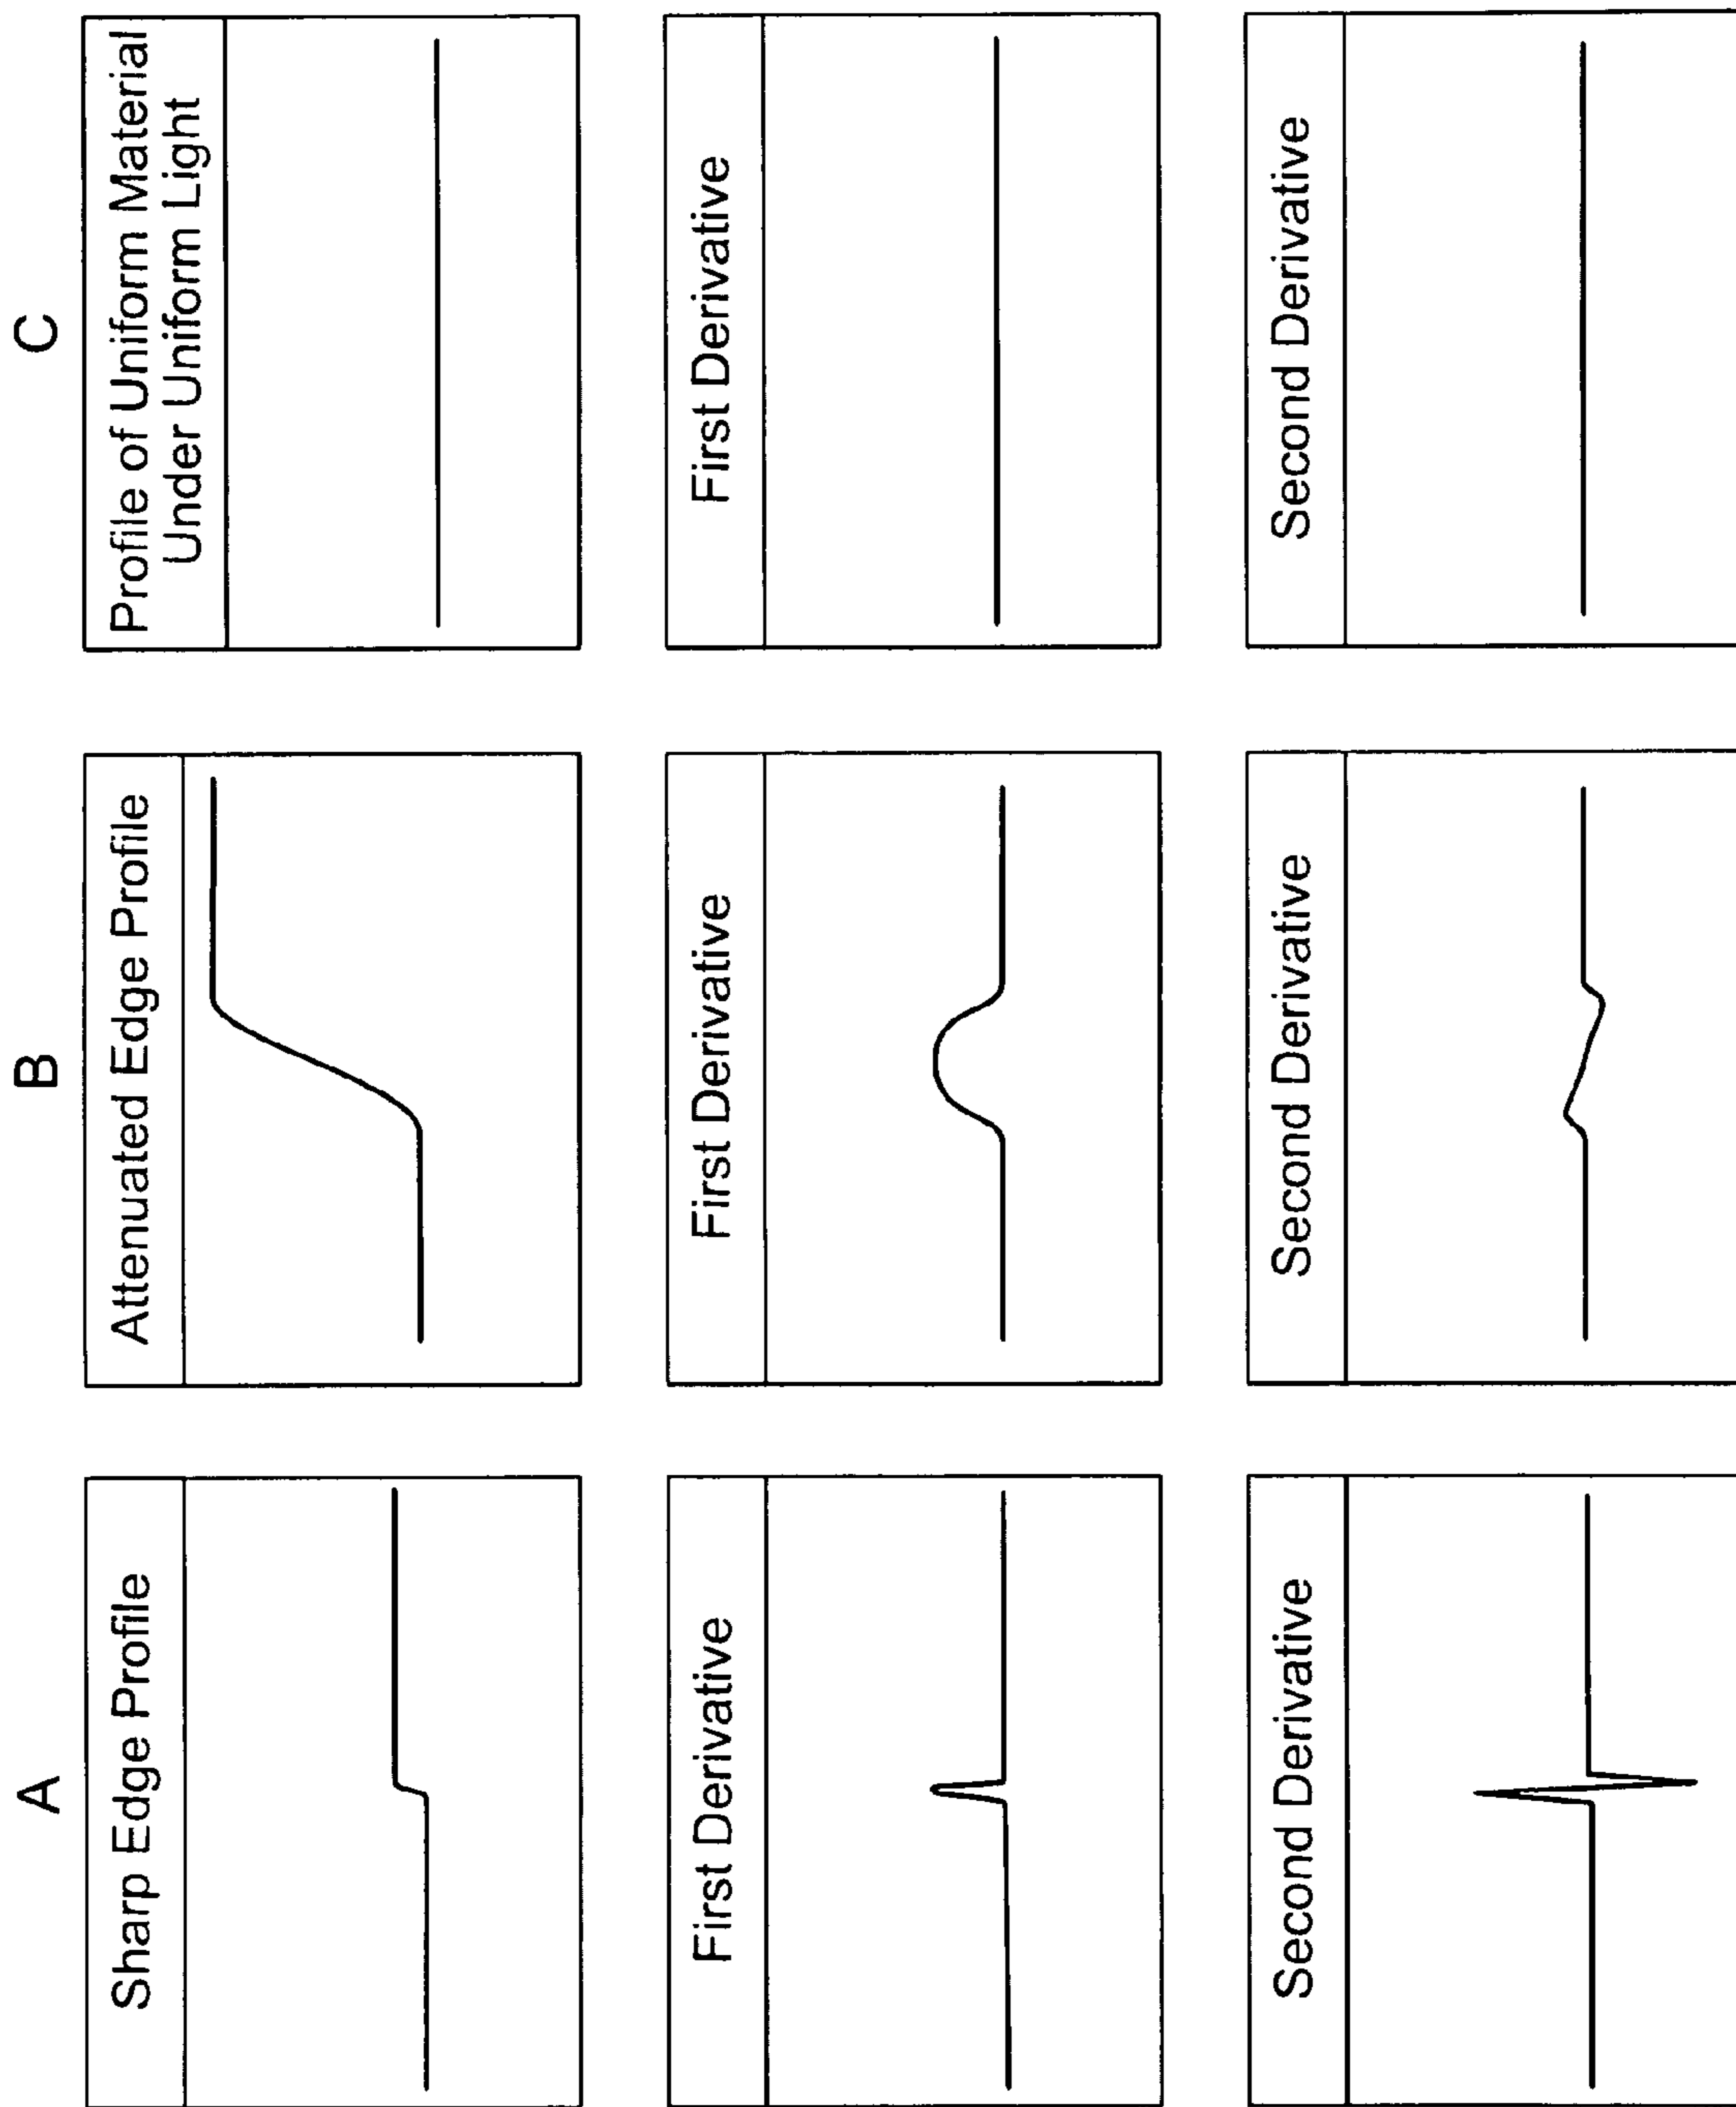 A
Sharp Edge Profile
First Derivative
Second Derivative
B
Attenuated Edge Profile
First Derivative
Second Derivative
C
Profile of Uniform Material
Under Uniform Light
First Derivative
Second Derivative